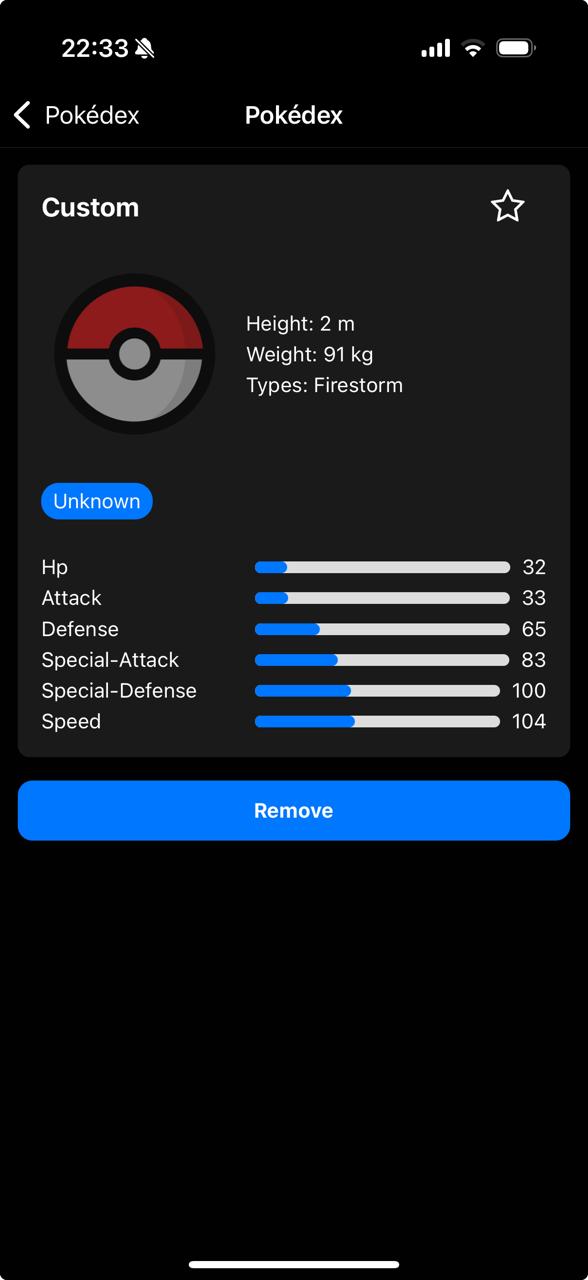 22:33
Pokédex Pokédex
Custom
Height: 2 m
Weight: 91 kg
Types: Firestorm
Unknown
Hp 32
Attack 33
Defense 65
Special-Attack 83
Special-Defense 100
Speed 104
Remove